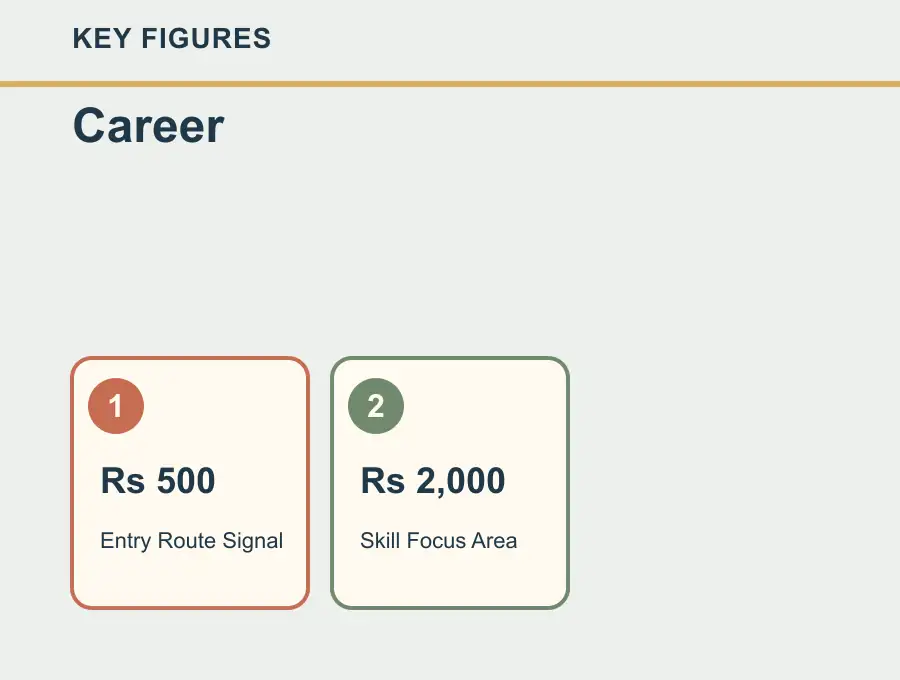 KEY FIGURES
Career
1
Rs 500
Entry Route Signal
2
Rs 2,000
Skill Focus Area